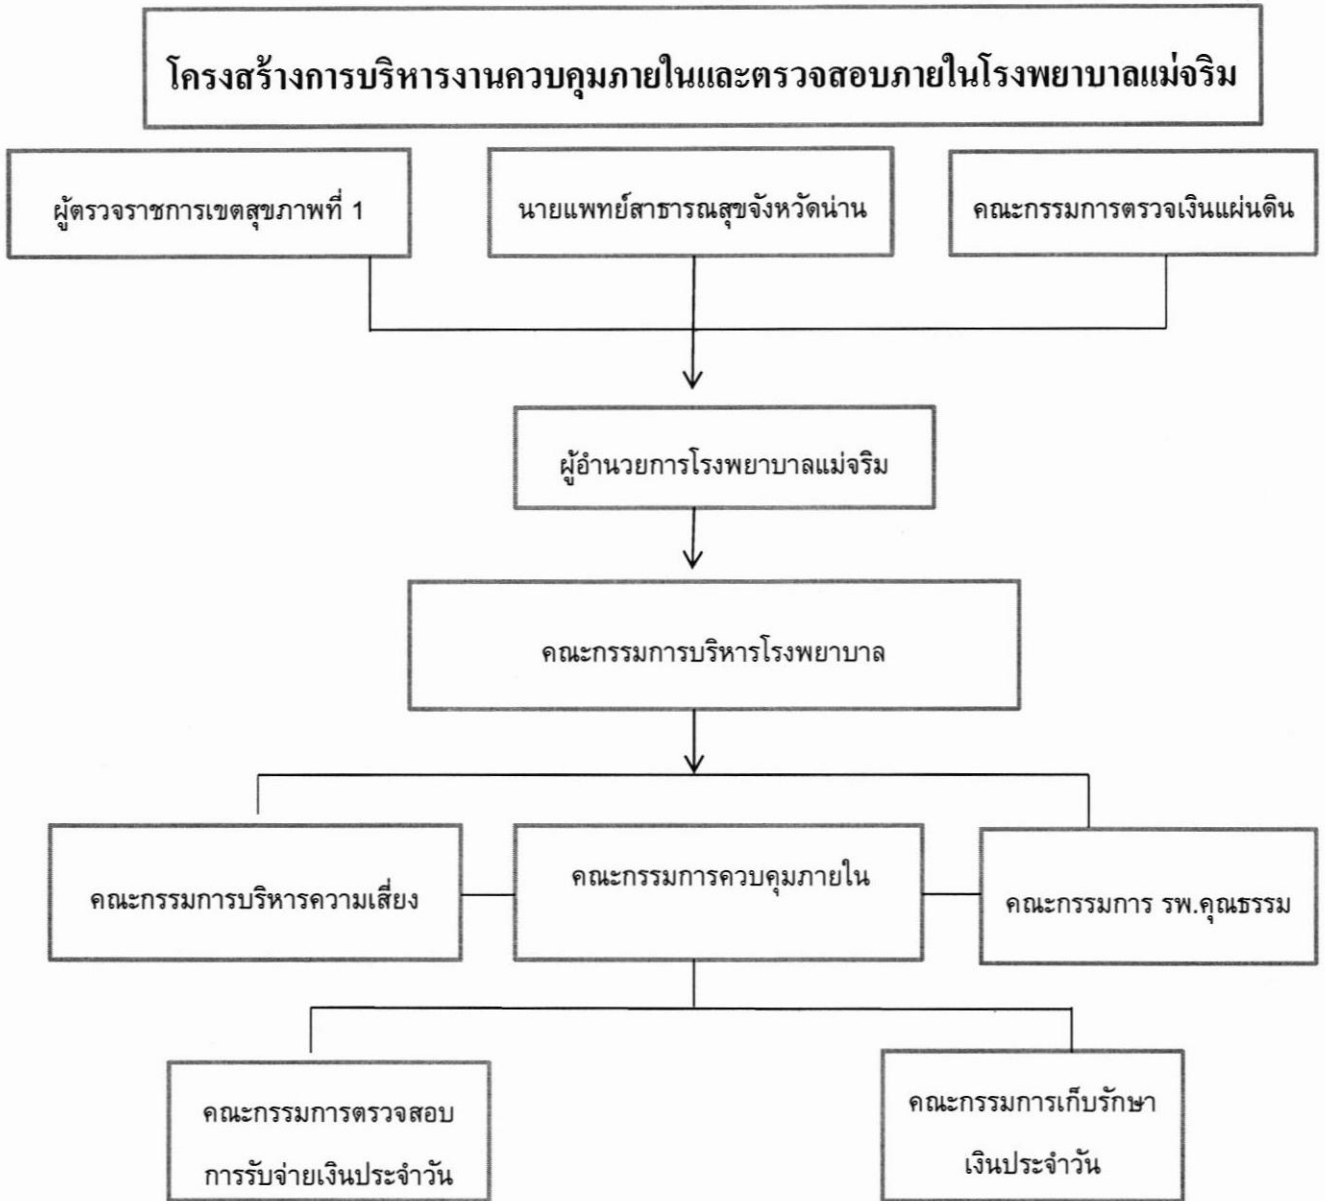 โครงสร้างการบริหารงานควบคุมภายในและตรวจสอบภายในโรงพยาบาลแม่จริม
ผู้ตรวจราชการเขตสุขภาพที่ 1
นายแพทย์สาธารณสุขจังหวัดน่าน
คณะกรรมการตรวจเงินแผ่นดิน
ผู้อำนวยการโรงพยาบาลแม่จริม
คณะกรรมการบริหารโรงพยาบาล
คณะกรรมการบริหารความเสี่ยง
คณะกรรมการควบคุมภายใน
คณะกรรมการ รพ.คุณธรรม
คณะกรรมการตรวจสอบ
การรับจ่ายเงินประจำวัน
คณะกรรมการเก็บรักษา
เงินประจำวัน